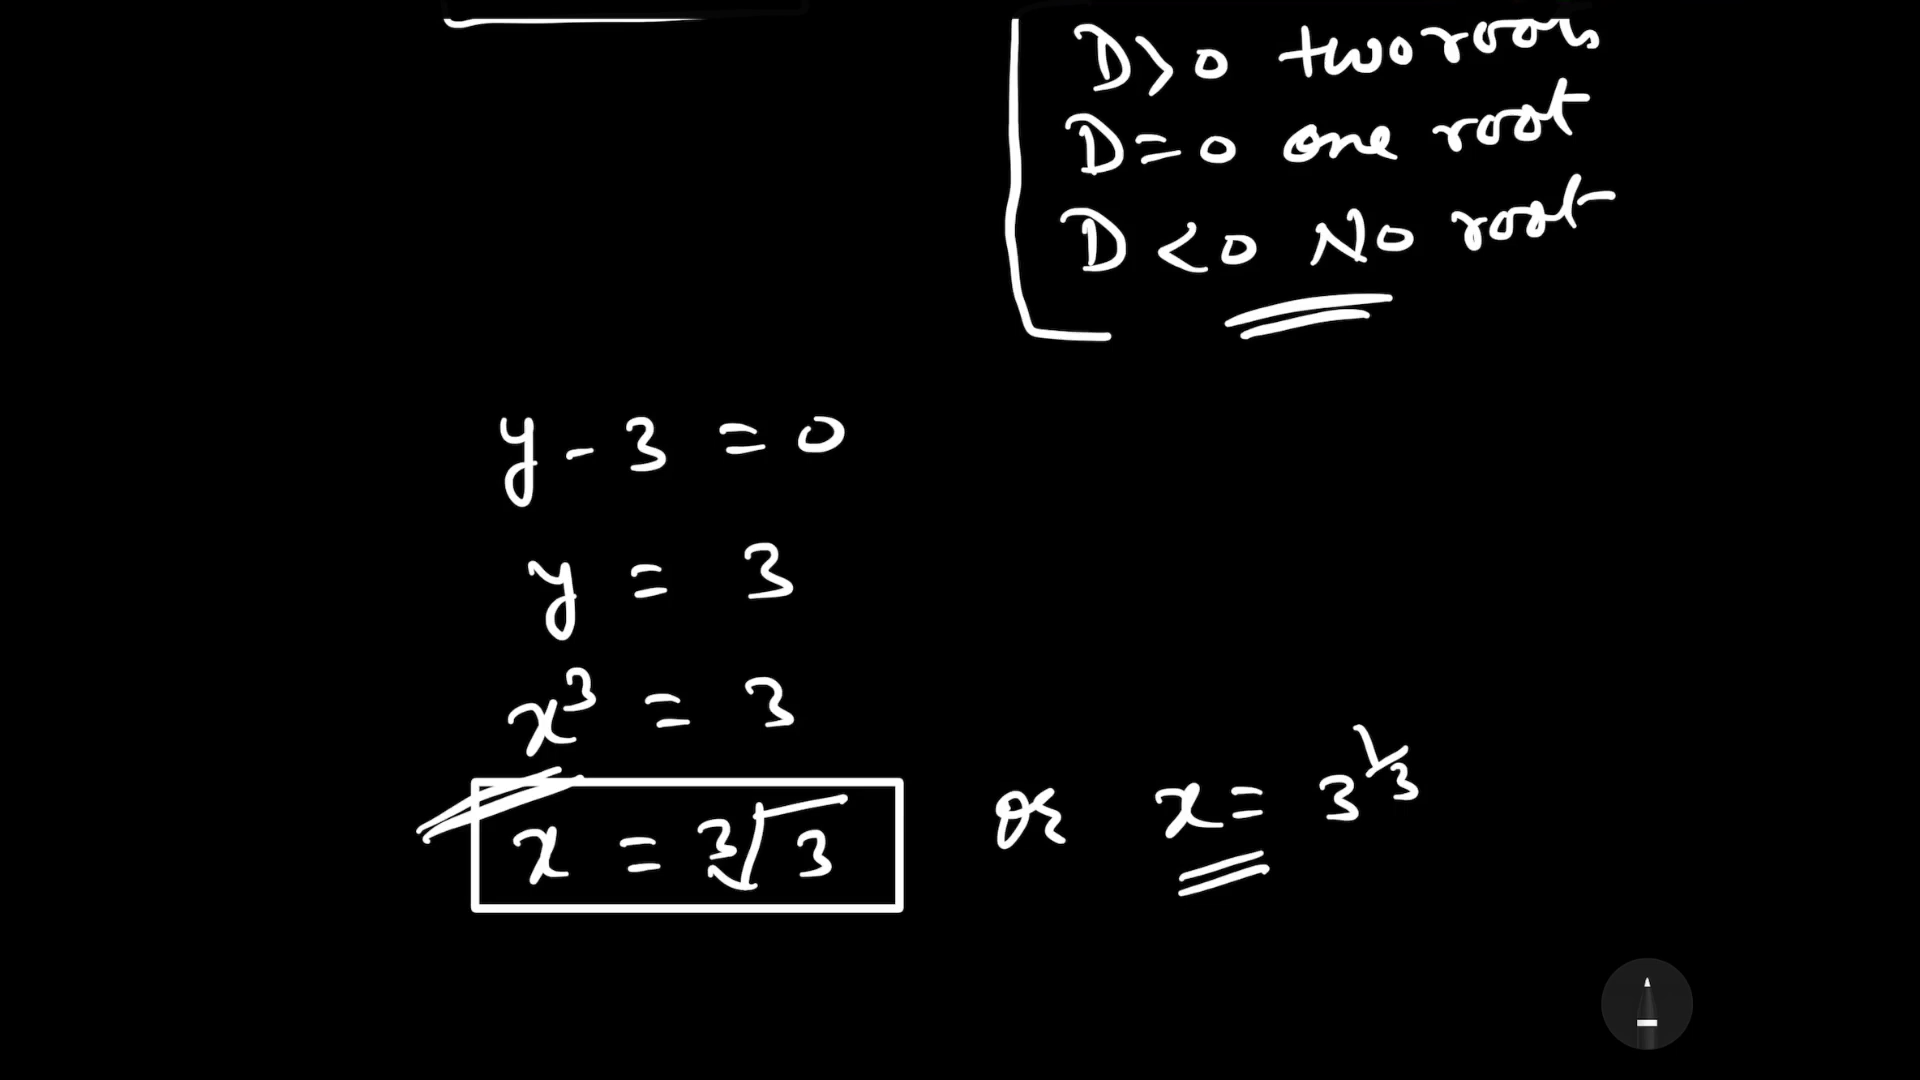 D>0 two roots
D=0 one root
D<0 No root
y-3 = 0
y = 3
x³ = 3
x = ∛3 or x = 3^1/3